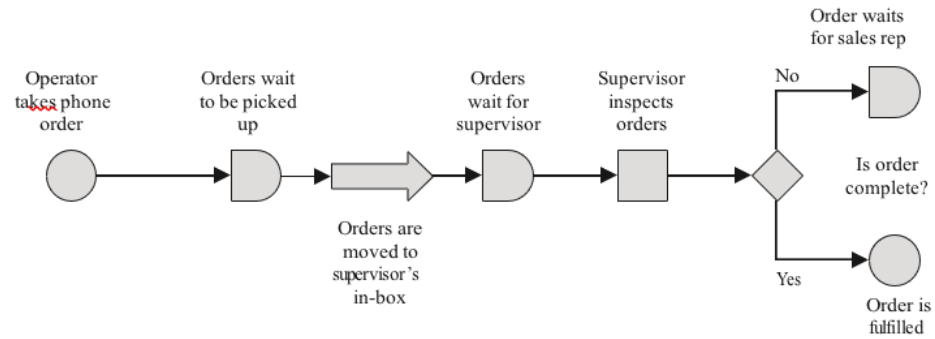 Operator
takes phone
order
Orders wait
to be picked
up
Orders are
moved to
supervisor's
in-box
Orders
wait for
supervisor
Supervisor
inspects
orders
Is order
complete?
No
Order waits
for sales rep
Yes
Order is
fulfilled